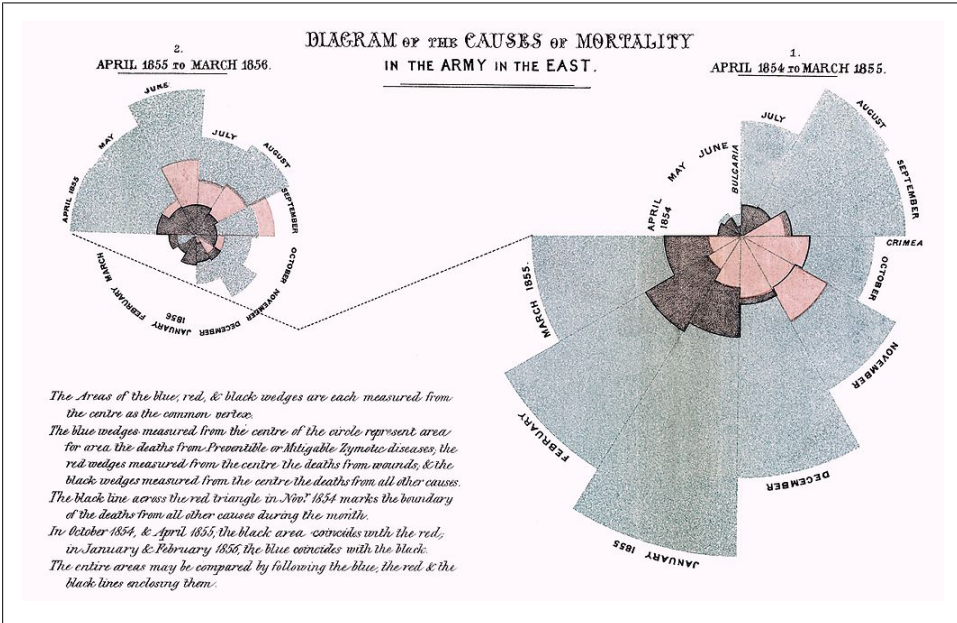 DIAGRAM OF THE CAUSES OF MORTALITY
IN THE ARMY IN THE EAST.
2.
APRIL 1855 TO MARCH 1856.
1.
APRIL 1854 TO MARCH 1855.
APRIL 1855
MAY
JUNE
JULY
AUGUST
SEPTEMBER
OCTOBER
NOVEMBER
DECEMBER
JANUARY
1856
FEBRUARY
MARCH
APRIL
1854
MAY
JUNE
BULGARIA
JULY
AUGUST
SEPTEMBER
CRIMEA
OCTOBER
NOVEMBER
DECEMBER
JANUARY 1855
FEBRUARY
MARCH 1855.
The Areas of the blue, red, & black wedges are each measured from
the centre as the common vertex.
The blue wedges measured from the centre of the circle represent area
for area the deaths from Preventible or Mitigable Zymotic diseases, the
red wedges measured from the centre the deaths from wounds, & the
black wedges measured from the centre the deaths from all other causes.
The black line across the red triangle in Novr. 1854 marks the boundary
of the deaths from all other causes during the month.
In October 1854, & April 1855, the black area coincides with the red,
in January & February 1856, the blue coincides with the black.
The entire areas may be compared by following the blue, the red & the
black lines enclosing them.